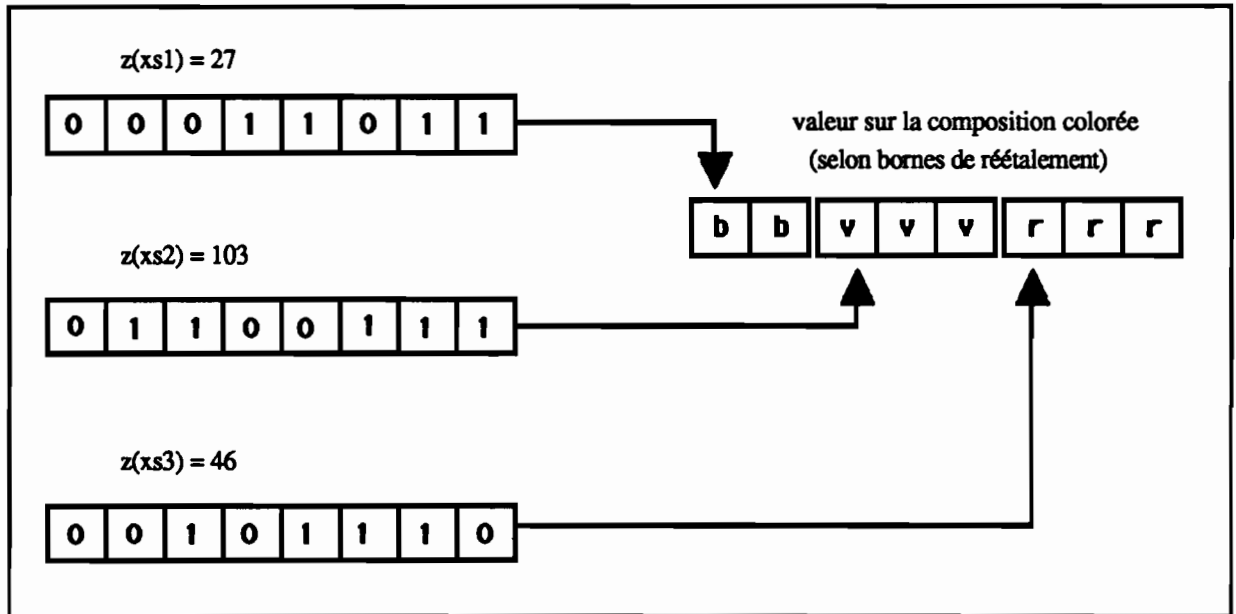 z(xs1) = 27
0 0 0 1 1 0 1 1
valeur sur la composition colorée
(selon bornes de réétalement)
b b v v v r r r
z(xs2) = 103
0 1 1 0 0 1 1 1
z(xs3) = 46
0 0 1 0 1 1 1 0